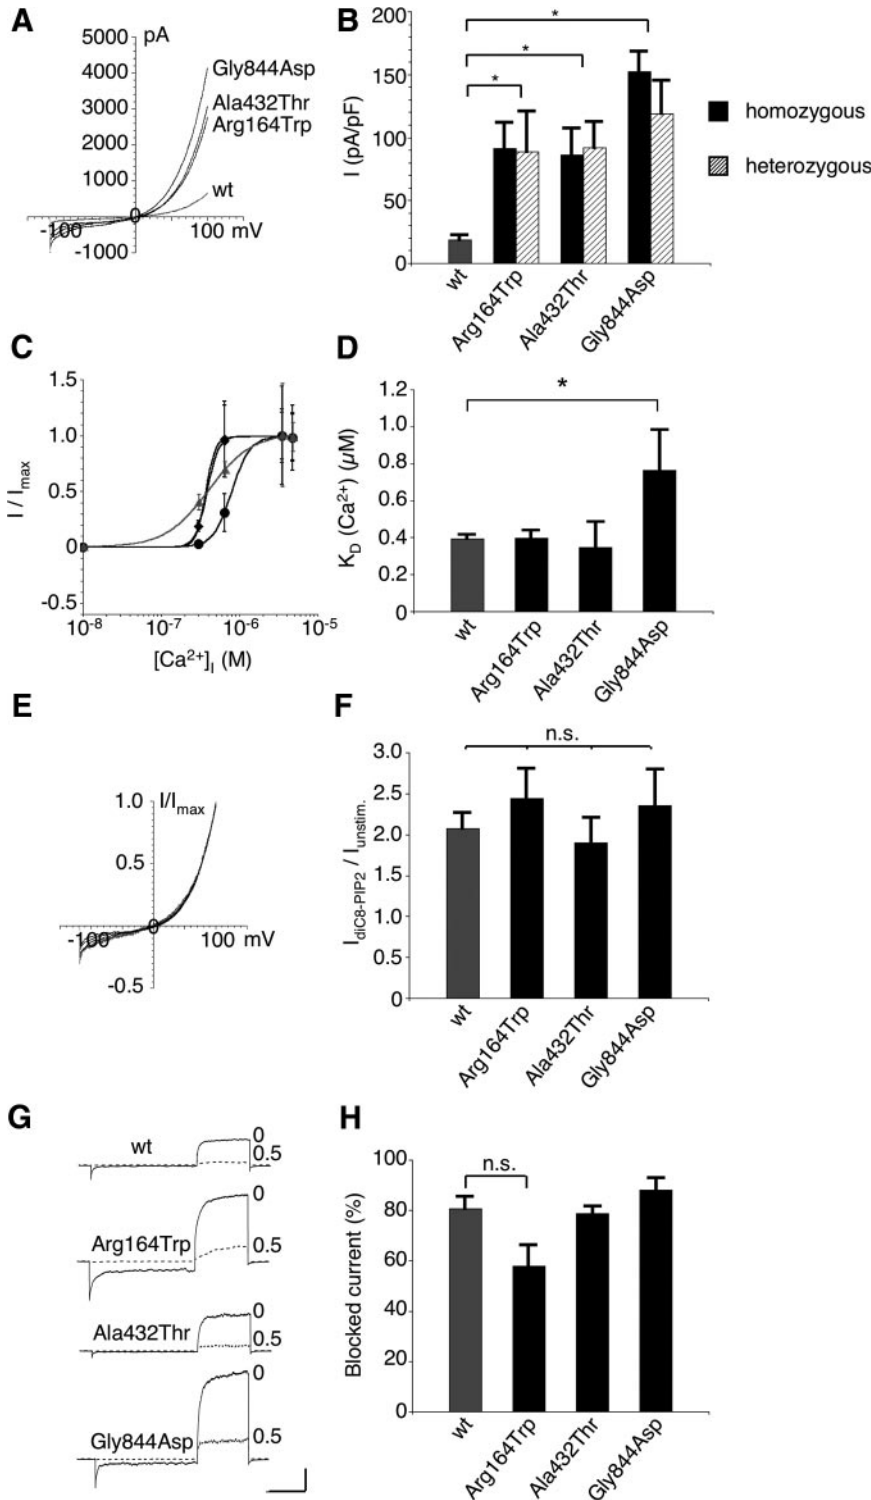 A
5000 pA
4000 Gly844Asp
3000 Ala432Thr
2000 Arg164Trp
1000 wt
0
-100 100 mV
-1000
B
200
150
100
50
0
I (pA/pF)
* * *
homozygous
heterozygous
wt Arg164Trp Ala432Thr Gly844Asp
C
1.5
1.0
0.5
0
-0.5
I / Imax
10-8 10-7 10-6 10-5
[Ca2+]I (M)
D
1.2
1.0
0.8
0.6
0.4
0.2
0
KD (Ca2+) (µM)
*
wt Arg164Trp Ala432Thr Gly844Asp
E
1.0 I/Imax
0.5
0
-100 100 mV
-0.5
F
n.s.
3.0
2.5
2.0
1.5
1.0
0.5
0
IdiC8-PIP2 / Iunstim.
wt Arg164Trp Ala432Thr Gly844Asp
G
wt 0
0.5
Arg164Trp 0
0.5
Ala432Thr 0
0.5
Gly844Asp 0
0.5
H
100
80
60
40
20
0
Blocked current (%)
n.s.
wt Arg164Trp Ala432Thr Gly844Asp